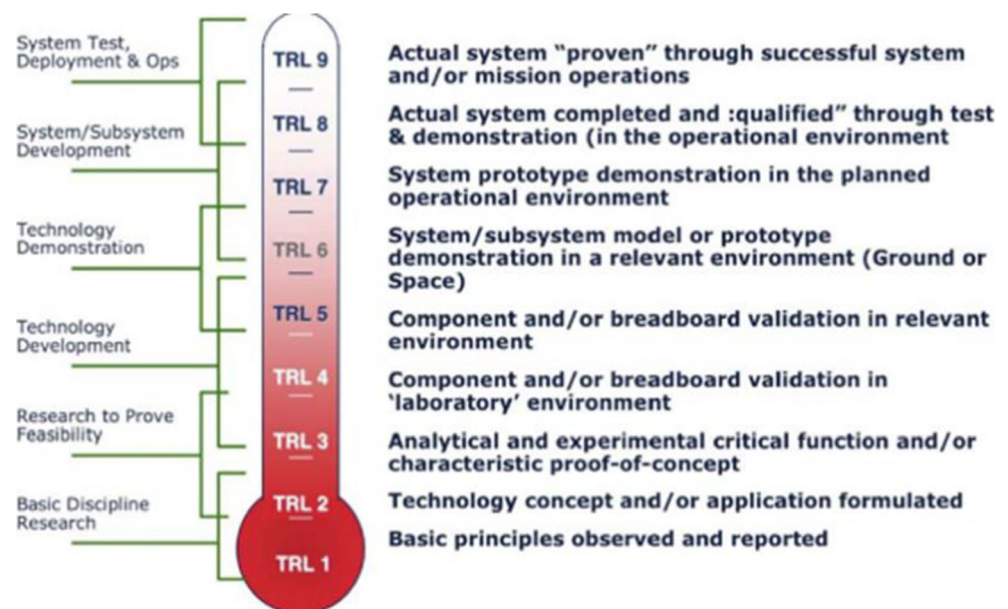 System Test,
Deployment & Ops
System/Subsystem
Development
Technology
Demonstration
Technology
Development
Research to Prove
Feasibility
Basic Discipline
Research
TRL 9
TRL 8
TRL 7
TRL 6
TRL 5
TRL 4
TRL 3
TRL 2
TRL 1
Actual system “proven” through successful system
and/or mission operations
Actual system completed and :qualified” through test
& demonstration (in the operational environment
System prototype demonstration in the planned
operational environment
System/subsystem model or prototype
demonstration in a relevant environment (Ground or
Space)
Component and/or breadboard validation in relevant
environment
Component and/or breadboard validation in
‘laboratory’ environment
Analytical and experimental critical function and/or
characteristic proof-of-concept
Technology concept and/or application formulated
Basic principles observed and reported